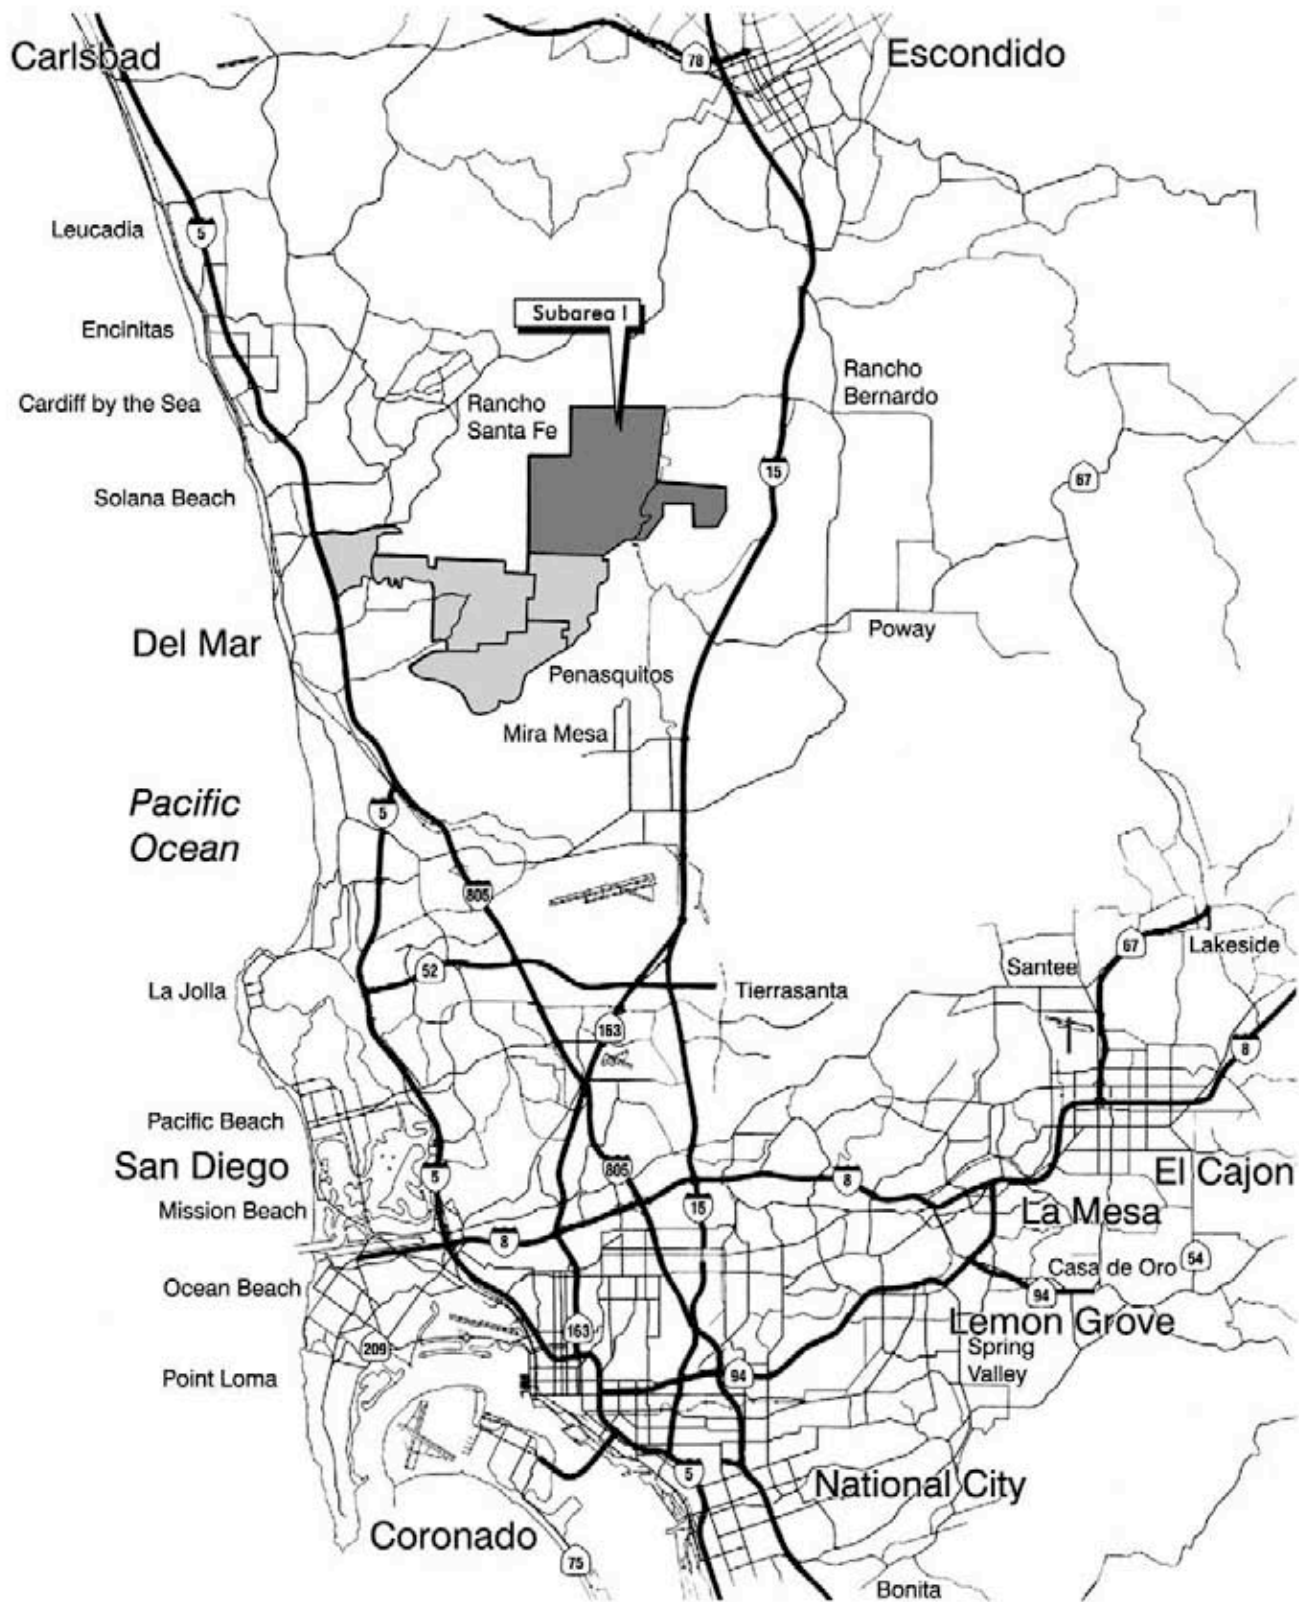 Carlsbad
Escondido
78
Leucadia
5
Encinitas
Subarea I
Cardiff by the Sea
Rancho
Santa Fe
Rancho
Bernardo
15
67
Solana Beach
Del Mar
Poway
Penasquitos
Mira Mesa
Pacific
Ocean
5
805
67
Lakeside
Santee
52
La Jolla
Tierrasanta
163
8
Pacific Beach
San Diego
5
805
8
El Cajon
15
Mission Beach
La Mesa
8
54
Casa de Oro
Ocean Beach
94
Lemon Grove
163
209
Spring
Valley
94
Point Loma
5
National City
Coronado
75
Bonita